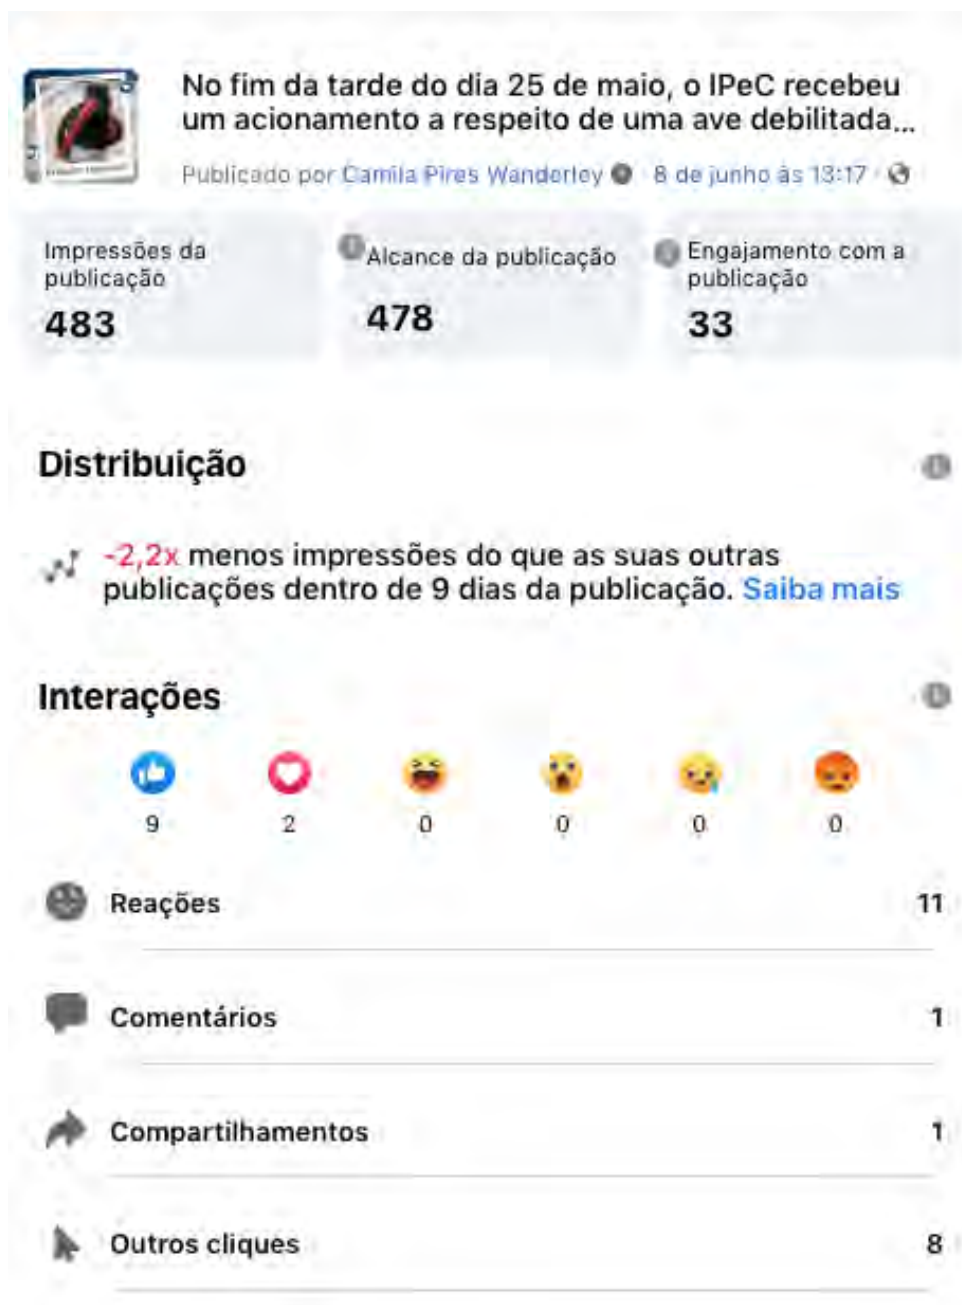 No fim da tarde do dia 25 de maio, o IPeC recebeu
um acionamento a respeito de uma ave debilitada...
Publicado por Camila Pires Wanderley · 8 de junho às 13:17 ·
Impressões da
publicação
483
Alcance da publicação
478
Engajamento com a
publicação
33
Distribuição
-2,2x menos impressões do que as suas outras
publicações dentro de 9 dias da publicação. Saiba mais
Interações
9 2 0 0 0 0
Reações 11
Comentários 1
Compartilhamentos 1
Outros cliques 8